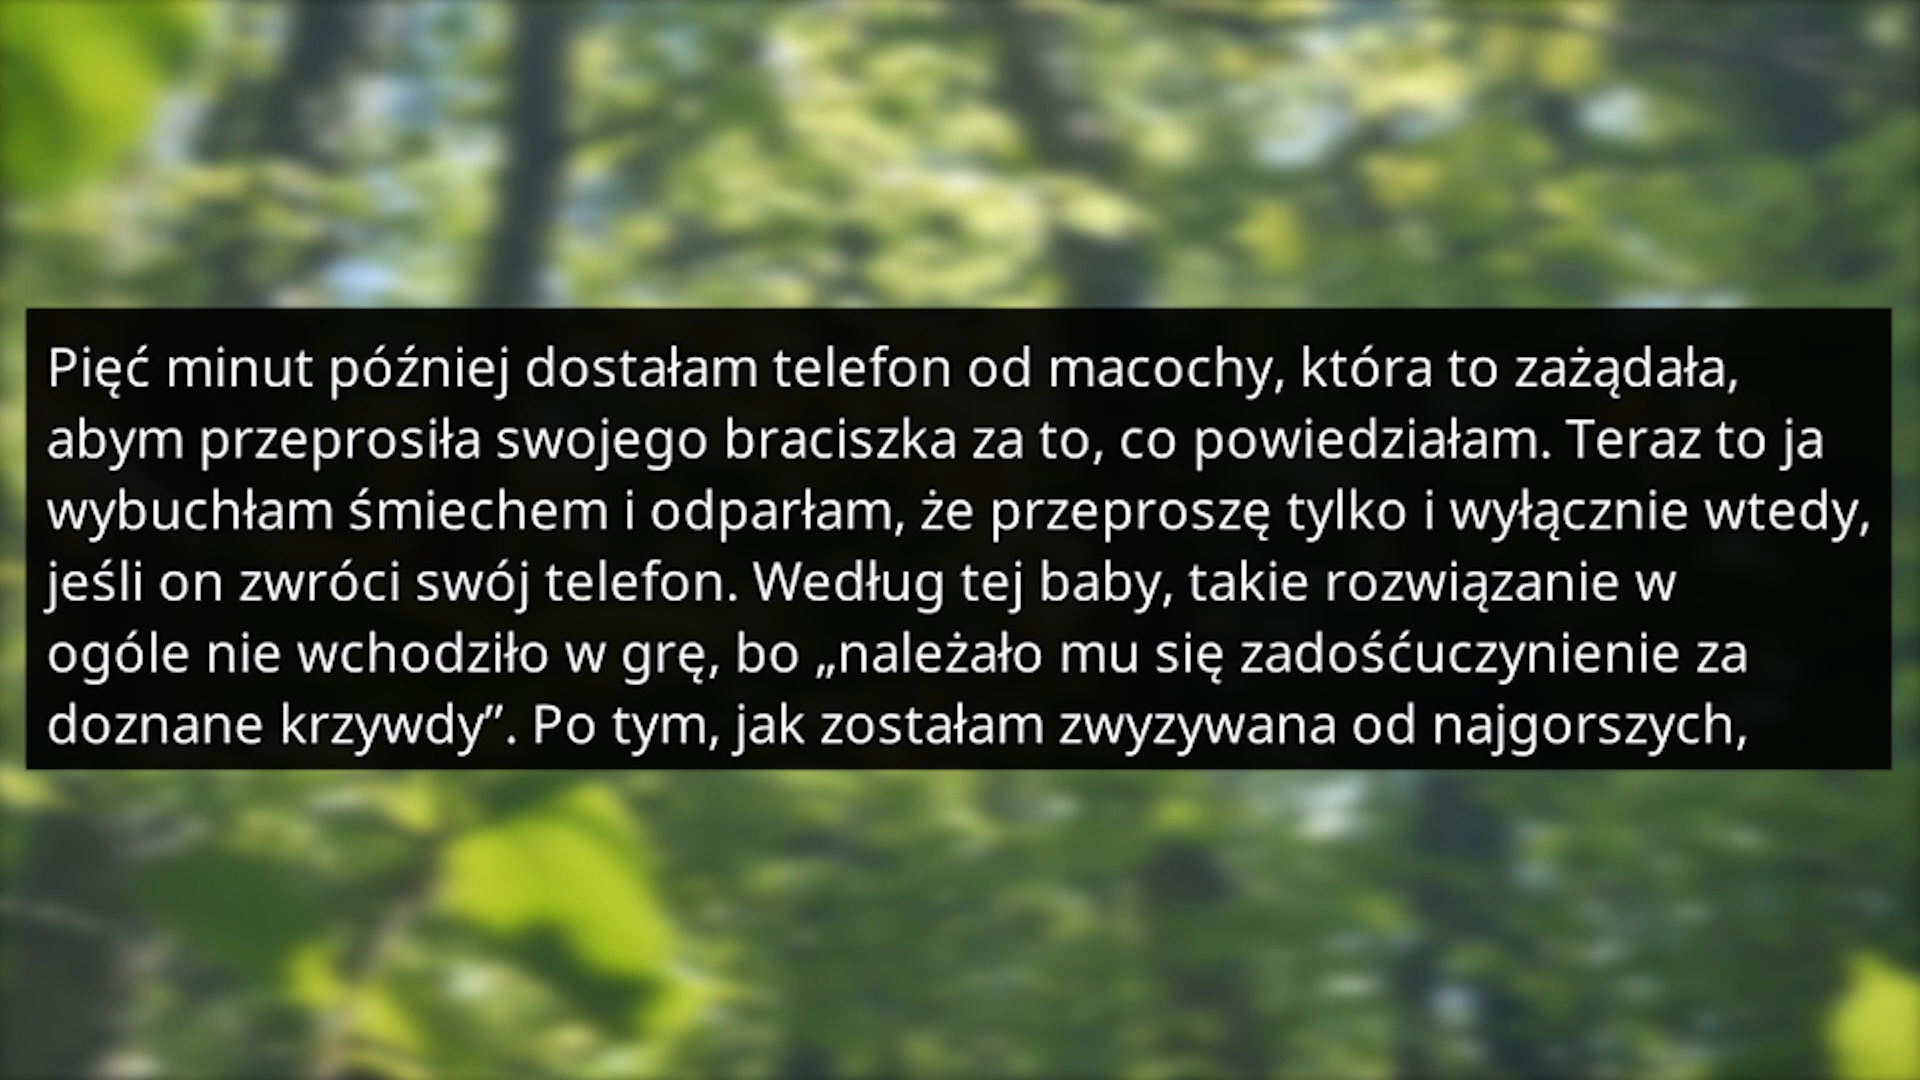 Pięć minut później dostałam telefon od macochy, która to zażądała,
abym przeprosiła swojego braciszka za to, co powiedziałam. Teraz to ja
wybuchłam śmiechem i odparłam, że przeproszę tylko i wyłącznie wtedy,
jeśli on zwróci swój telefon. Według tej baby, takie rozwiązanie w
ogóle nie wchodziło w grę, bo „należało mu się zadośćuczynienie za
doznane krzywdy”. Po tym, jak zostałam zwyzywana od najgorszych,